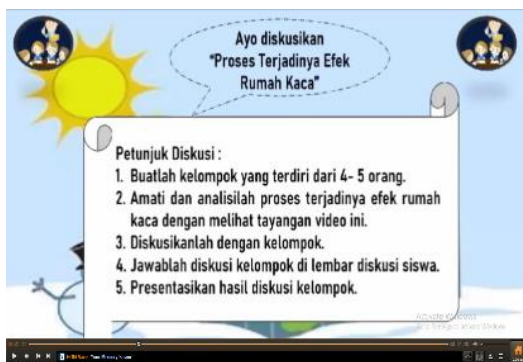 Ayo diskusikan
"Proses Terjadinya Efek
Rumah Kaca"
Petunjuk Diskusi :
1. Buatlah kelompok yang terdiri dari 4- 5 orang.
2. Amati dan analisilah proses terjadinya efek rumah
kaca dengan melihat tayangan video ini.
3. Diskusikanlah dengan kelompok.
4. Jawablah diskusi kelompok di lembar diskusi siswa.
5. Presentasikan hasil diskusi kelompok.
Activate Windows